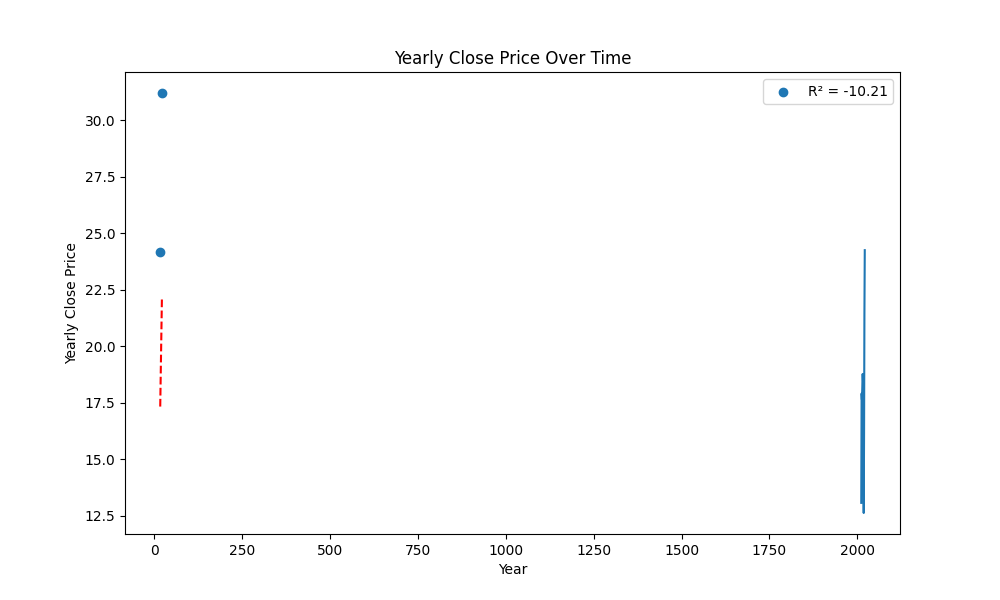 Yearly Close Price Over Time
R² = -10.21
30.0
27.5
25.0
22.5
20.0
17.5
15.0
12.5
Yearly Close Price
0 250 500 750 1000 1250 1500 1750 2000
Year